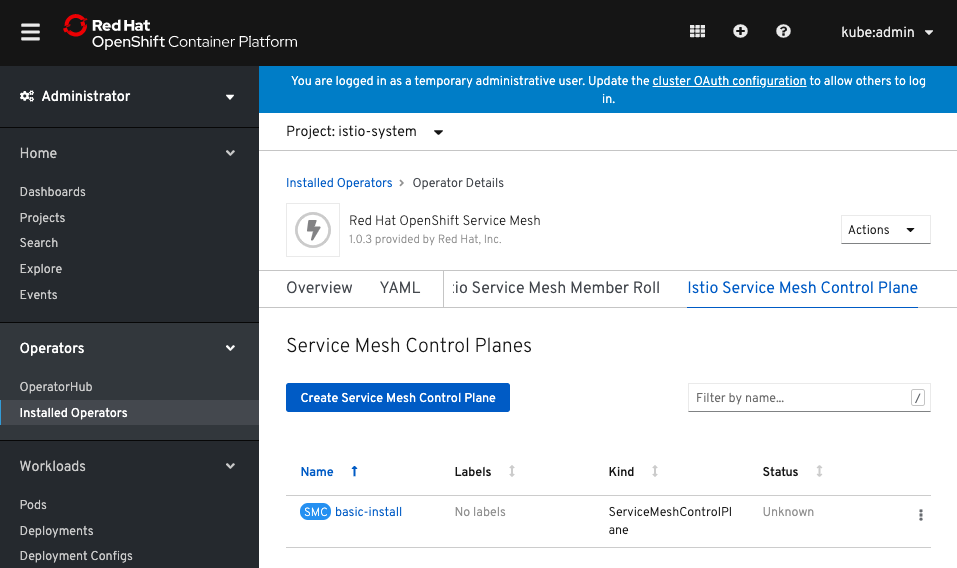 Red Hat
OpenShift Container Platform
kube:admin
Administrator
Home
Dashboards
Projects
Search
Explore
Events
Operators
OperatorHub
Installed Operators
Workloads
Pods
Deployments
Deployment Configs
You are logged in as a temporary administrative user. Update the cluster OAuth configuration to allow others to log
in.
Project: istio-system
Installed Operators > Operator Details
Red Hat OpenShift Service Mesh
1.0.3 provided by Red Hat, Inc.
Actions
Overview YAML io Service Mesh Member Roll Istio Service Mesh Control Plane
Service Mesh Control Planes
Create Service Mesh Control Plane
Filter by name... /
Name Labels Kind Status
SMC basic-install No labels ServiceMeshControlPl Unknown
ane